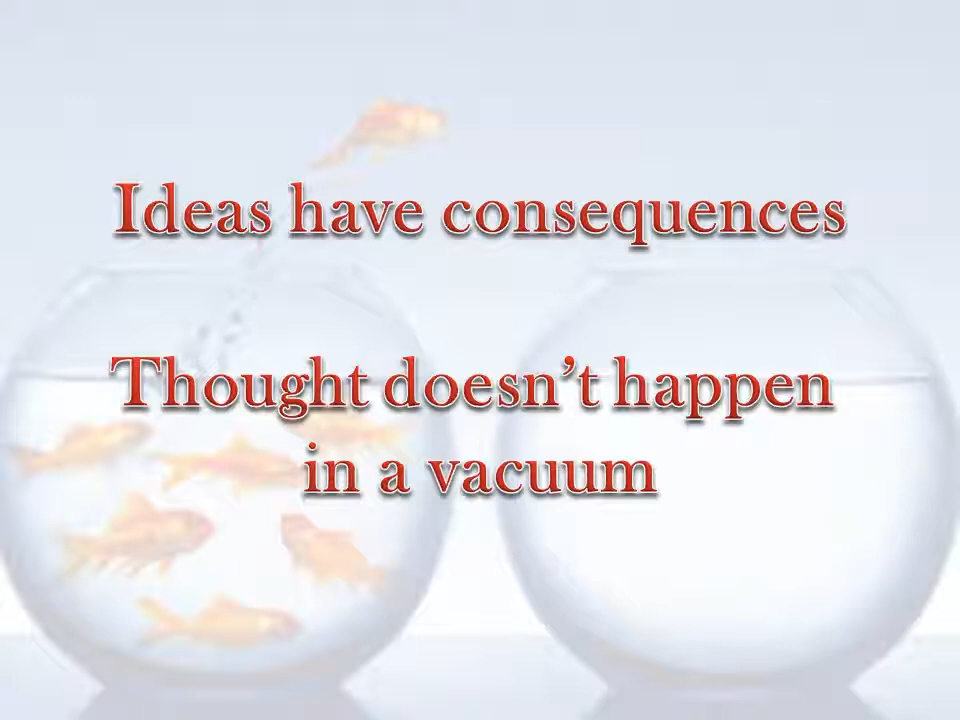 Ideas have consequences
Thought doesn’t happen
in a vacuum